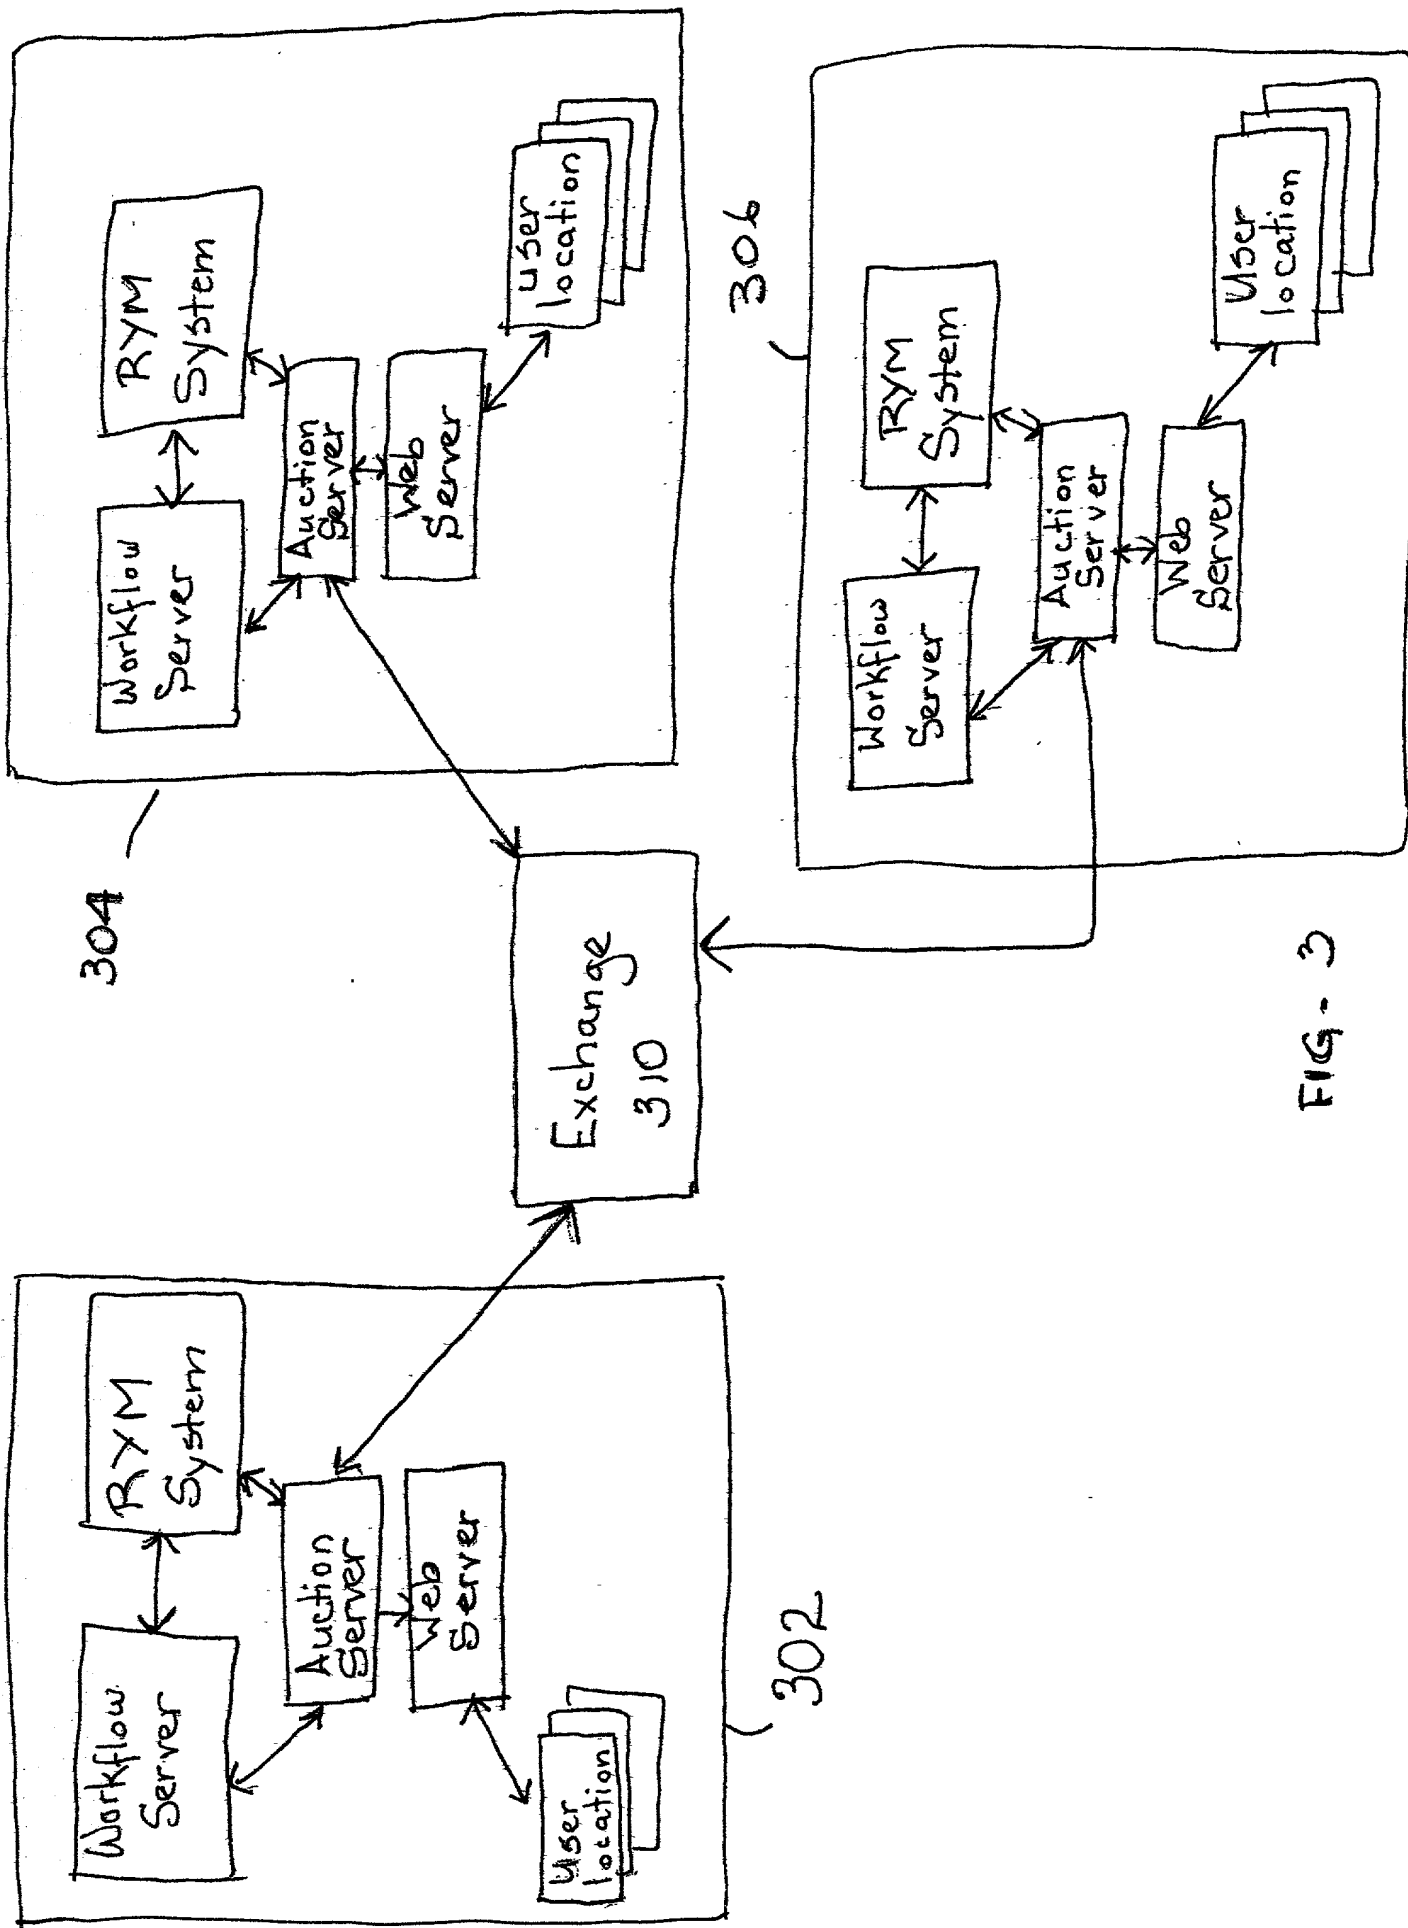 Workflow
Server
RYM
System
Auction
Server
Web
Server
User
location
302
Exchange
310
304
Workflow
Server
RYM
System
Auction
Server
Web
Server
User
location
306
Workflow
Server
RYM
System
Auction
Server
Web
Server
User
location
FIG - 3